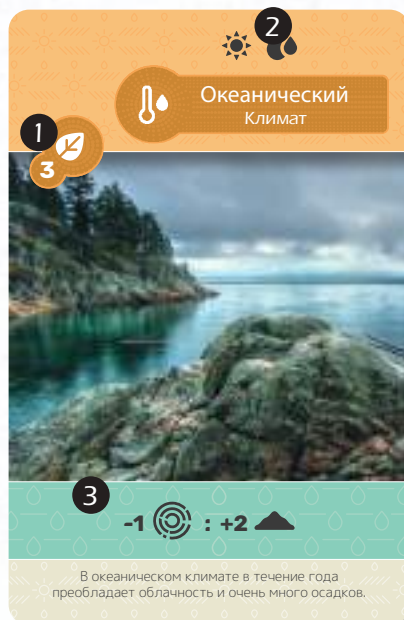 2
Океанический
Климат
1
3
3
-1 : +2
В океаническом климате в течение года
преобладает облачность и очень много осадков.